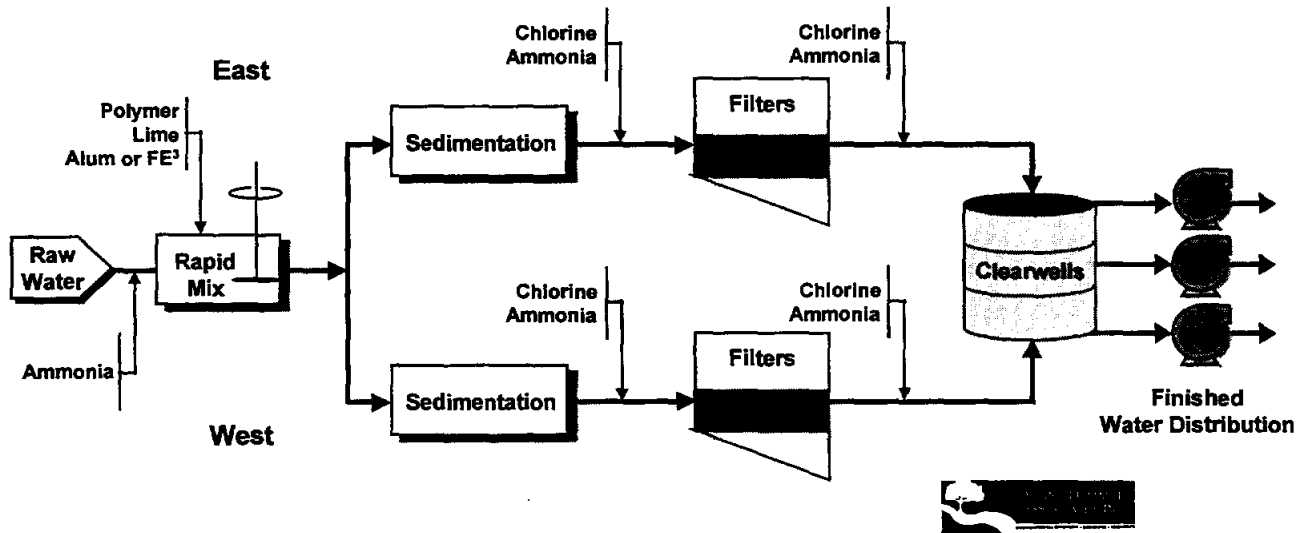 East
Polymer
Lime
Alum or FE³
Raw
Water
Ammonia
Rapid
Mix
West
Sedimentation
Chlorine
Ammonia
Filters
Chlorine
Ammonia
Sedimentation
Chlorine
Ammonia
Filters
Chlorine
Ammonia
Clearwells
Finished
Water Distribution